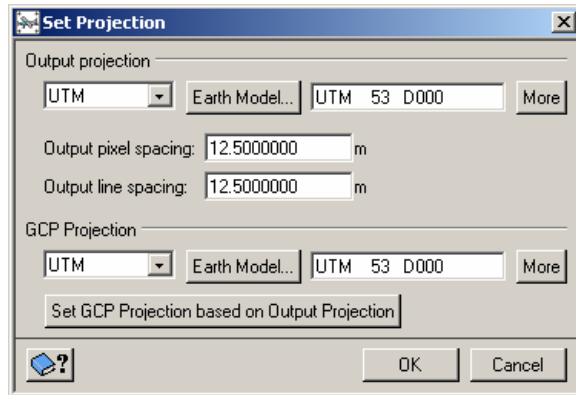 Set Projection
Output projection
UTM Earth Model... UTM 53 D000 More
Output pixel spacing: 12.5000000 m
Output line spacing: 12.5000000 m
GCP Projection
UTM Earth Model... UTM 53 D000 More
Set GCP Projection based on Output Projection
? OK Cancel